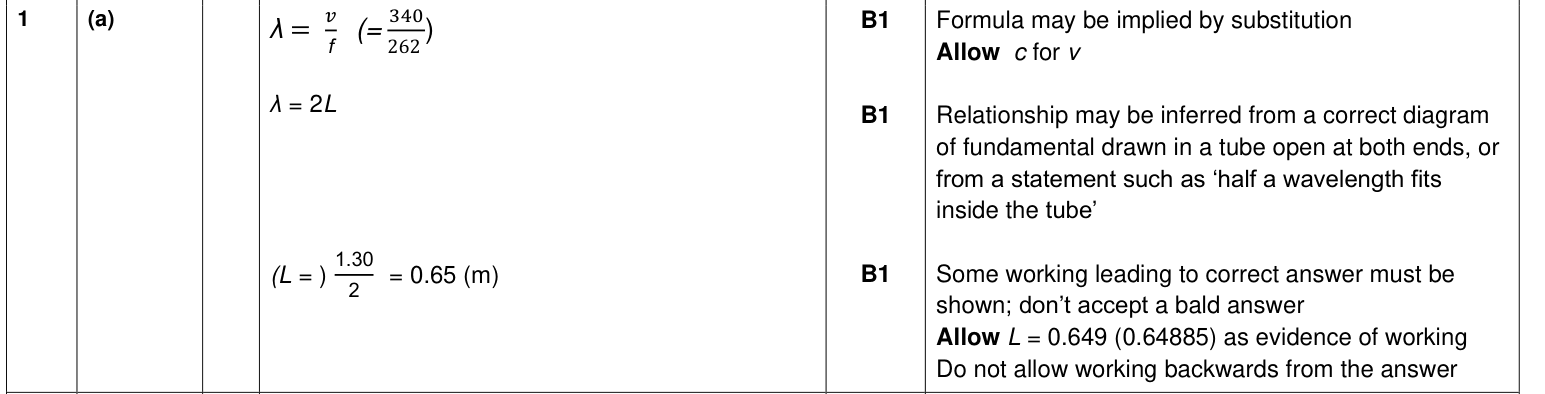 1 (a) λ = v/f (= 340/262) B1 Formula may be implied by substitution
Allow c for v
λ = 2L B1 Relationship may be inferred from a correct diagram
of fundamental drawn in a tube open at both ends, or
from a statement such as ‘half a wavelength fits
inside the tube’
(L = ) 1.30/2 = 0.65 (m) B1 Some working leading to correct answer must be
shown; don’t accept a bald answer
Allow L = 0.649 (0.64885) as evidence of working
Do not allow working backwards from the answer